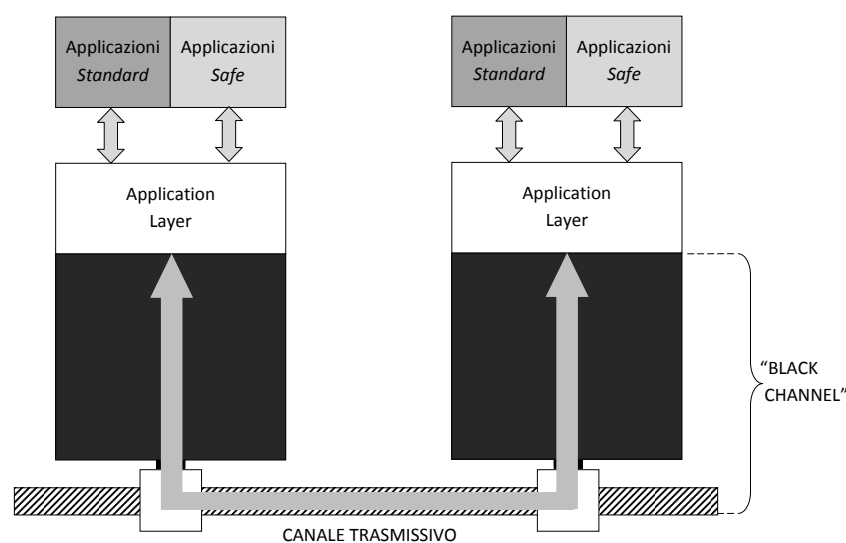 Applicazioni
Standard
Applicazioni
Safe
Applicazioni
Standard
Applicazioni
Safe
Application
Layer
Application
Layer
“BLACK
CHANNEL”
CANALE TRASMISSIVO